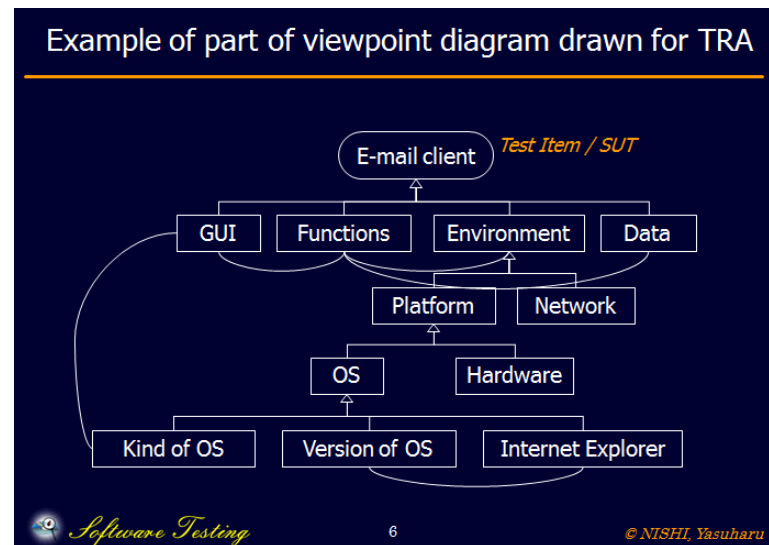 Example of part of viewpoint diagram drawn for TRA
E-mail client
Test Item / SUT
GUI
Functions
Environment
Data
Platform
Network
OS
Hardware
Kind of OS
Version of OS
Internet Explorer
Software Testing
6
© NISHI, Yasuharu